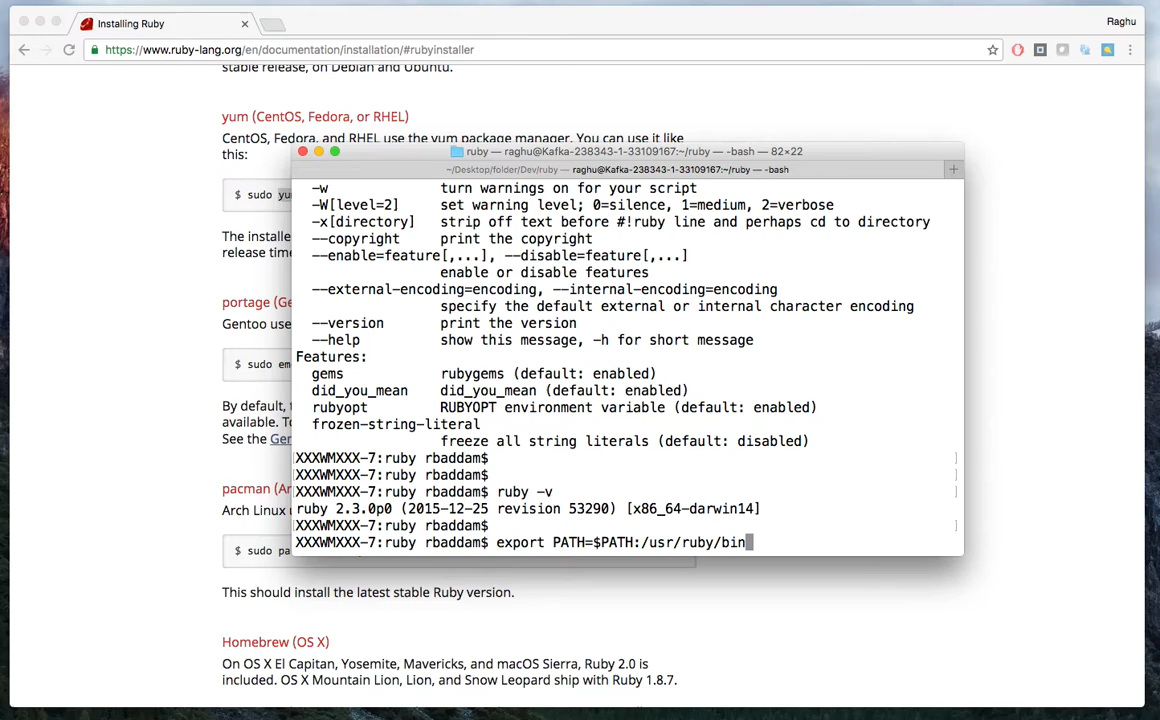 Installing Ruby
Raghu
https://www.ruby-lang.org/en/documentation/installation/#rubyinstaller
stable release, on Debian and Ubuntu.
yum (CentOS, Fedora, or RHEL)
CentOS, Fedora, and RHEL use the yum package manager. You can use it like
this:
$ sudo yu
The installe
release time
portage (Ge
Gentoo use
$ sudo em
By default, t
available. To
See the Gen
pacman (Ar
Arch Linux u
$ sudo pa
This should install the latest stable Ruby version.
Homebrew (OS X)
On OS X El Capitan, Yosemite, Mavericks, and macOS Sierra, Ruby 2.0 is
included. OS X Mountain Lion, Lion, and Snow Leopard ship with Ruby 1.8.7.
ruby — raghu@Kafka-238343-1-33109167:~/ruby — -bash — 82×22
~/Desktop/folder/Dev/ruby — -bash
raghu@Kafka-238343-1-33109167:~/ruby — -bash
-w turn warnings on for your script
-W[level=2] set warning level; 0=silence, 1=medium, 2=verbose
-x[directory] strip off text before #!ruby line and perhaps cd to directory
--copyright print the copyright
--enable=feature[,...], --disable=feature[,...]
enable or disable features
--external-encoding=encoding, --internal-encoding=encoding
specify the default external or internal character encoding
--version print the version
--help show this message, -h for short message
Features:
gems rubygems (default: enabled)
did_you_mean did_you_mean (default: enabled)
rubyopt RUBYOPT environment variable (default: enabled)
frozen-string-literal
freeze all string literals (default: disabled)
XXXWMXXX-7:ruby rbaddam$
XXXWMXXX-7:ruby rbaddam$
XXXWMXXX-7:ruby rbaddam$ ruby -v
ruby 2.3.0p0 (2015-12-25 revision 53290) [x86_64-darwin14]
XXXWMXXX-7:ruby rbaddam$
XXXWMXXX-7:ruby rbaddam$ export PATH=$PATH:/usr/ruby/bin